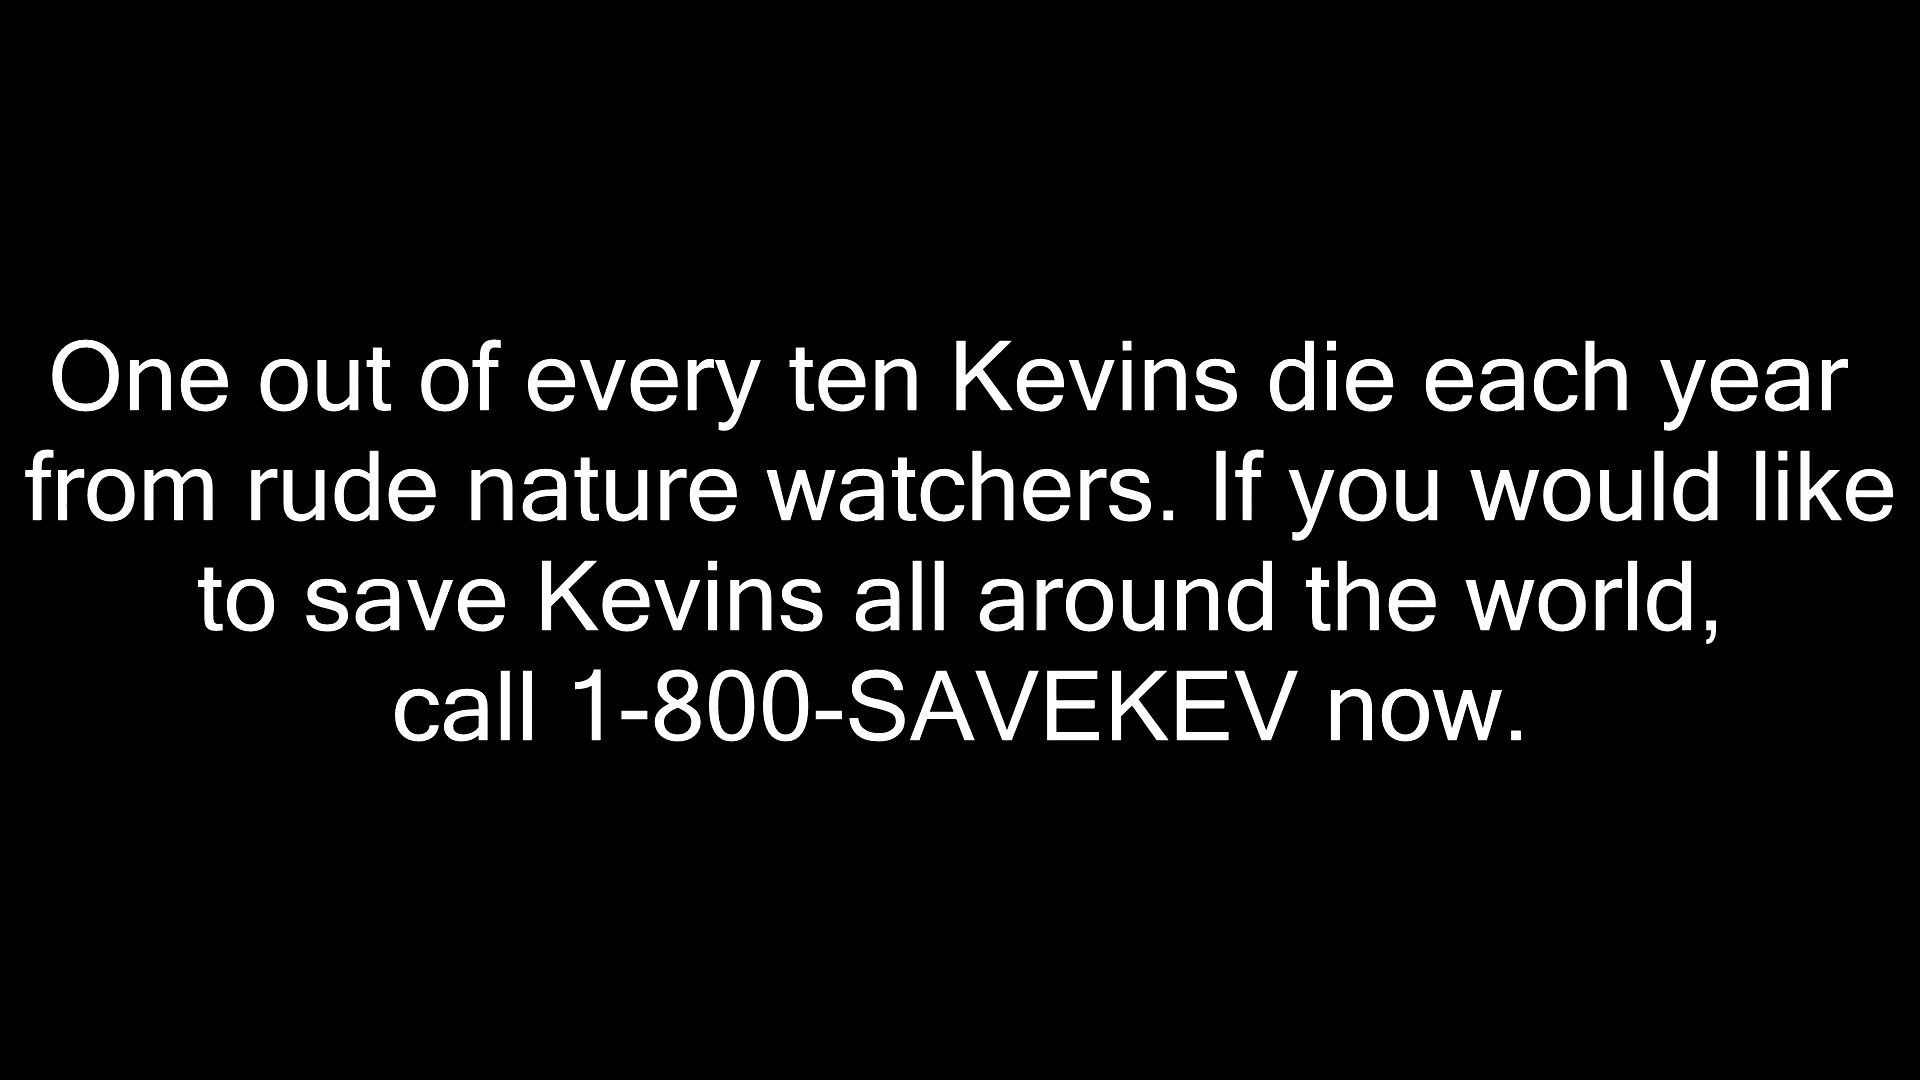 One out of every ten Kevins die each year
from rude nature watchers. If you would like
to save Kevins all around the world,
call 1-800-SAVEKEV now.